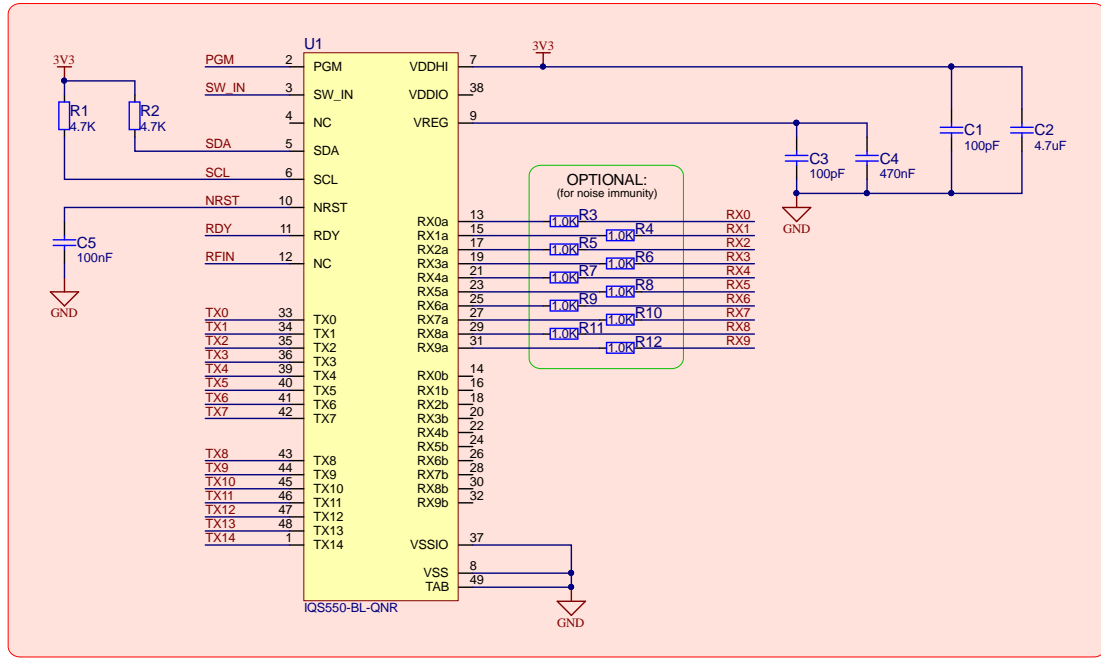 U1
PGM 2 PGM VDDHI 7 3V3
SW_IN 3 SW_IN VDDIO 38
4 NC VREG 9
3V3
R1 4.7K R2 4.7K
SDA 5 SDA
SCL 6 SCL
NRST 10 NRST
RDY 11 RDY
RFIN 12 NC
C5
100nF
GND
C1
100pF
C2
4.7uF
C3
100pF
C4
470nF
GND
OPTIONAL:
(for noise immunity)
RX0a 13 1.0K R3 RX0
RX1a 15 1.0K R4 RX1
RX2a 17 1.0K R5 RX2
RX3a 19 1.0K R6 RX3
RX4a 21 1.0K R7 RX4
RX5a 23 1.0K R8 RX5
RX6a 25 1.0K R9 RX6
RX7a 27 1.0K R10 RX7
RX8a 29 1.0K R11 RX8
RX9a 31 1.0K R12 RX9
TX0 33 TX0
TX1 34 TX1
TX2 35 TX2
TX3 36 TX3
TX4 39 TX4
TX5 40 TX5
TX6 41 TX6
TX7 42 TX7
RX0b 14
RX1b 16
RX2b 18
RX3b 20
RX4b 22
RX5b 24
RX6b 26
RX7b 28
RX8b 30
RX9b 32
TX8 43 TX8
TX9 44 TX9
TX10 45 TX10
TX11 46 TX11
TX12 47 TX12
TX13 48 TX13
TX14 1 TX14
VSSIO 37
VSS 8
TAB 49
GND
IQS550-BL-QNR